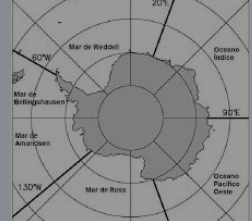 20°E
Mar de Weddell
Oceano
Índico
60°W
Mar de
Bellingshausen
90°E
Mar de
Amundsen
Oceano
Pacífico
Oeste
130°W
Mar de Ross